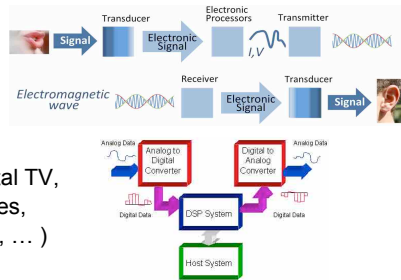 Transducer
Electronic
Processors
Transmitter
Signal
Electronic
Signal
I,V
Receiver
Transducer
Electromagnetic
wave
Electronic
Signal
Signal
tal TV,
es,
, … )
Analog Data
Analog to
Digital
Converter
Digital to
Analog
Converter
Analog Data
Digital Data
DSP System
Digital Data
Host System